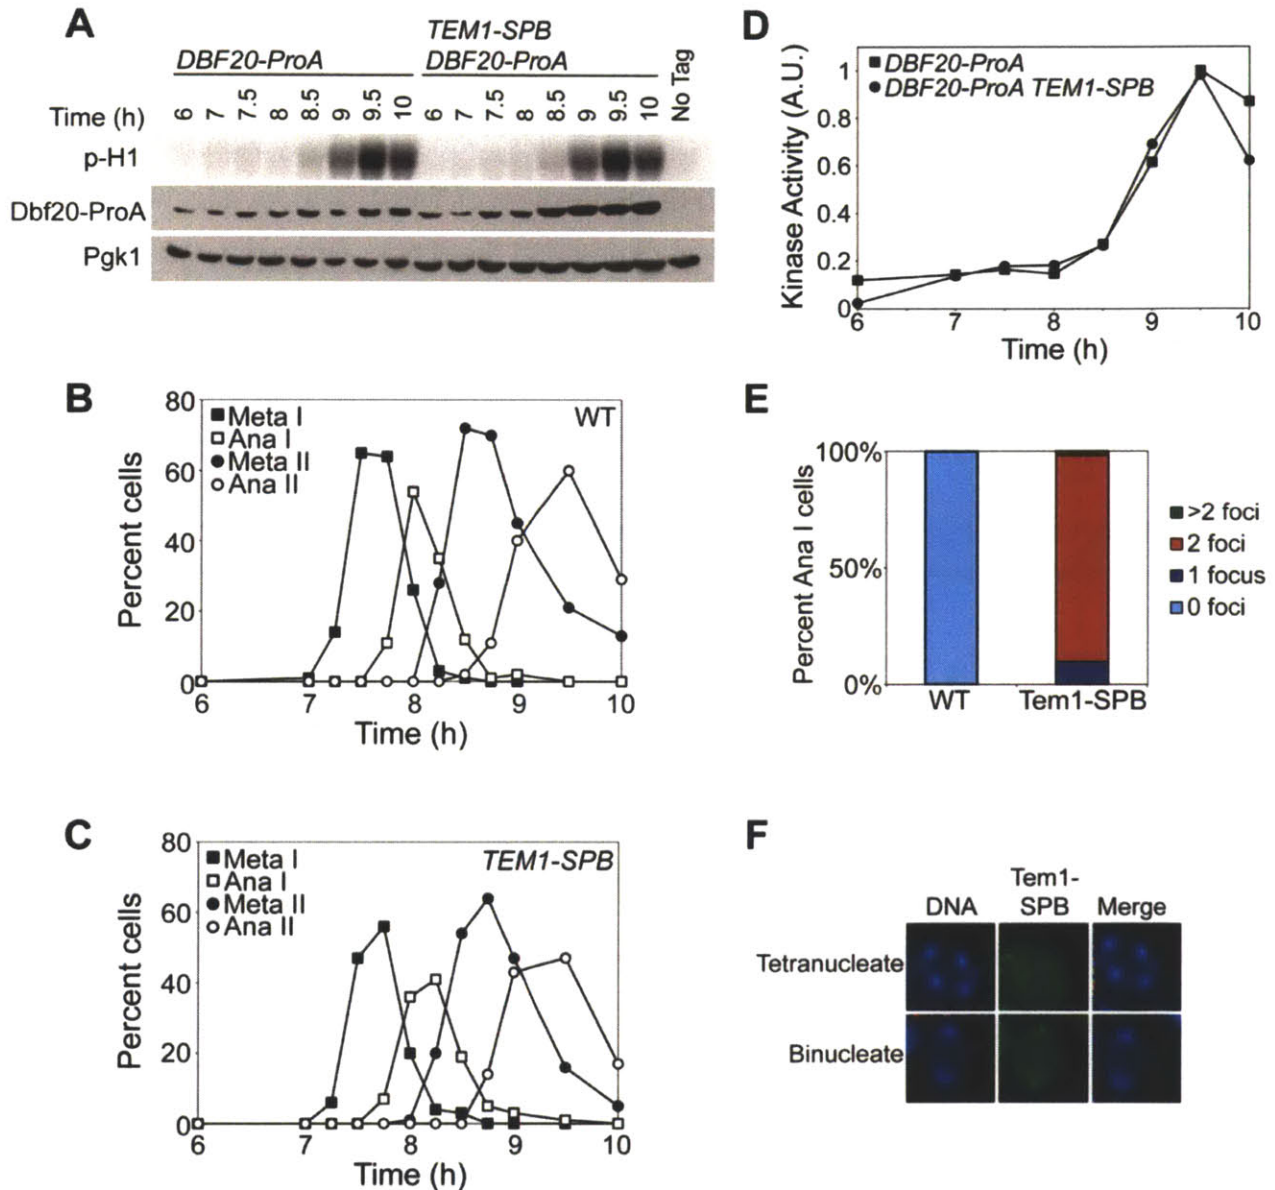 A
TEM1-SPB
DBF20-ProA DBF20-ProA
Time (h) 6 7 7.5 8 8.5 9 9.5 10 6 7 7.5 8 8.5 9 9.5 10 No Tag
p-H1
Dbf20-ProA
Pgk1
D
DBF20-ProA
DBF20-ProA TEM1-SPB
Kinase Activity (A.U.)
1
0.8
0.6
0.4
0.2
0
6 7 8 9 10
Time (h)
B
WT
Meta I
Ana I
Meta II
Ana II
Percent cells
80
60
40
20
0
6 7 8 9 10
Time (h)
E
Percent Ana I cells
100%
50%
0%
WT Tem1-SPB
>2 foci
2 foci
1 focus
0 foci
C
TEM1-SPB
Meta I
Ana I
Meta II
Ana II
Percent cells
80
60
40
20
0
6 7 8 9 10
Time (h)
F
DNA Tem1-SPB Merge
Tetranucleate
Binucleate